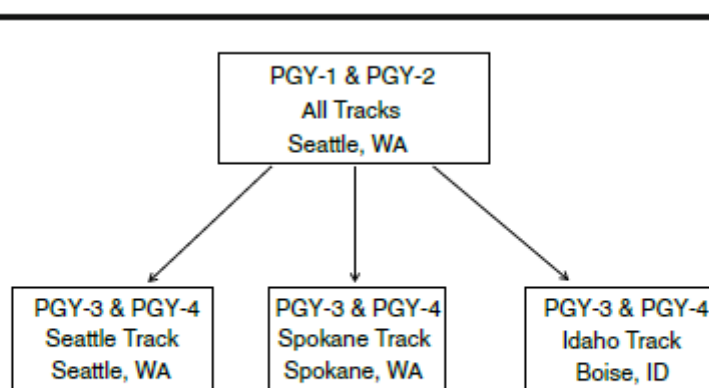 PGY-1 & PGY-2
All Tracks
Seattle, WA
PGY-3 & PGY-4
Seattle Track
Seattle, WA
PGY-3 & PGY-4
Spokane Track
Spokane, WA
PGY-3 & PGY-4
Idaho Track
Boise, ID